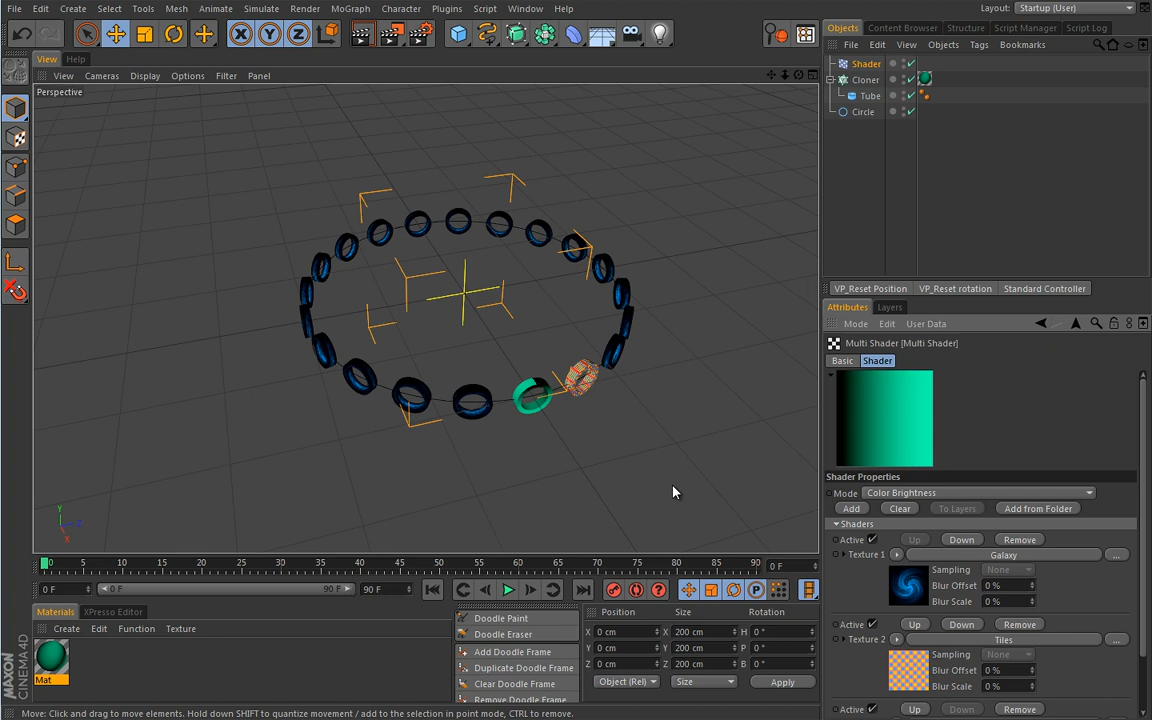 File Edit Create Select Tools Mesh Animate Simulate Render MoGraph Character Plugins Script Window Help Layout: Startup (User)
X Y Z
Objects Content Browser Structure Script Manager Script Log
File Edit View Objects Tags Bookmarks
View Help
View Cameras Display Options Filter Panel
Perspective
Shader
Cloner
Tube
Circle
VP_Reset Position VP_Reset rotation Standard Controller
Attributes Layers
Mode Edit User Data
Multi Shader [Multi Shader]
Basic Shader
Shader Properties
Mode Color Brightness
Add Clear To Layers Add from Folder
Shaders
Active Up Down Remove
Texture 1 Galaxy ...
Sampling None
Blur Offset 0 %
Blur Scale 0 %
Active Up Down Remove
Texture 2 Tiles ...
Sampling None
Blur Offset 0 %
Blur Scale 0 %
Active Up Down Remove
Y
Z
X
0 5 10 15 20 25 30 35 40 45 50 55 60 65 70 75 80 85 90 0 F
0 F 0 F 90 F 90 F
P
Materials XPresso Editor
Create Edit Function Texture
Mat
MAXON
CINEMA 4D
Doodle Paint
Doodle Eraser
Add Doodle Frame
Duplicate Doodle Frame
Clear Doodle Frame
Remove Doodle Frame
Position Size Rotation
X 0 cm X 200 cm H 0 °
Y 0 cm Y 200 cm P 0 °
Z 0 cm Z 200 cm B 0 °
Object (Rel) Size Apply
Move: Click and drag to move elements. Hold down SHIFT to quantize movement / add to the selection in point mode, CTRL to remove.